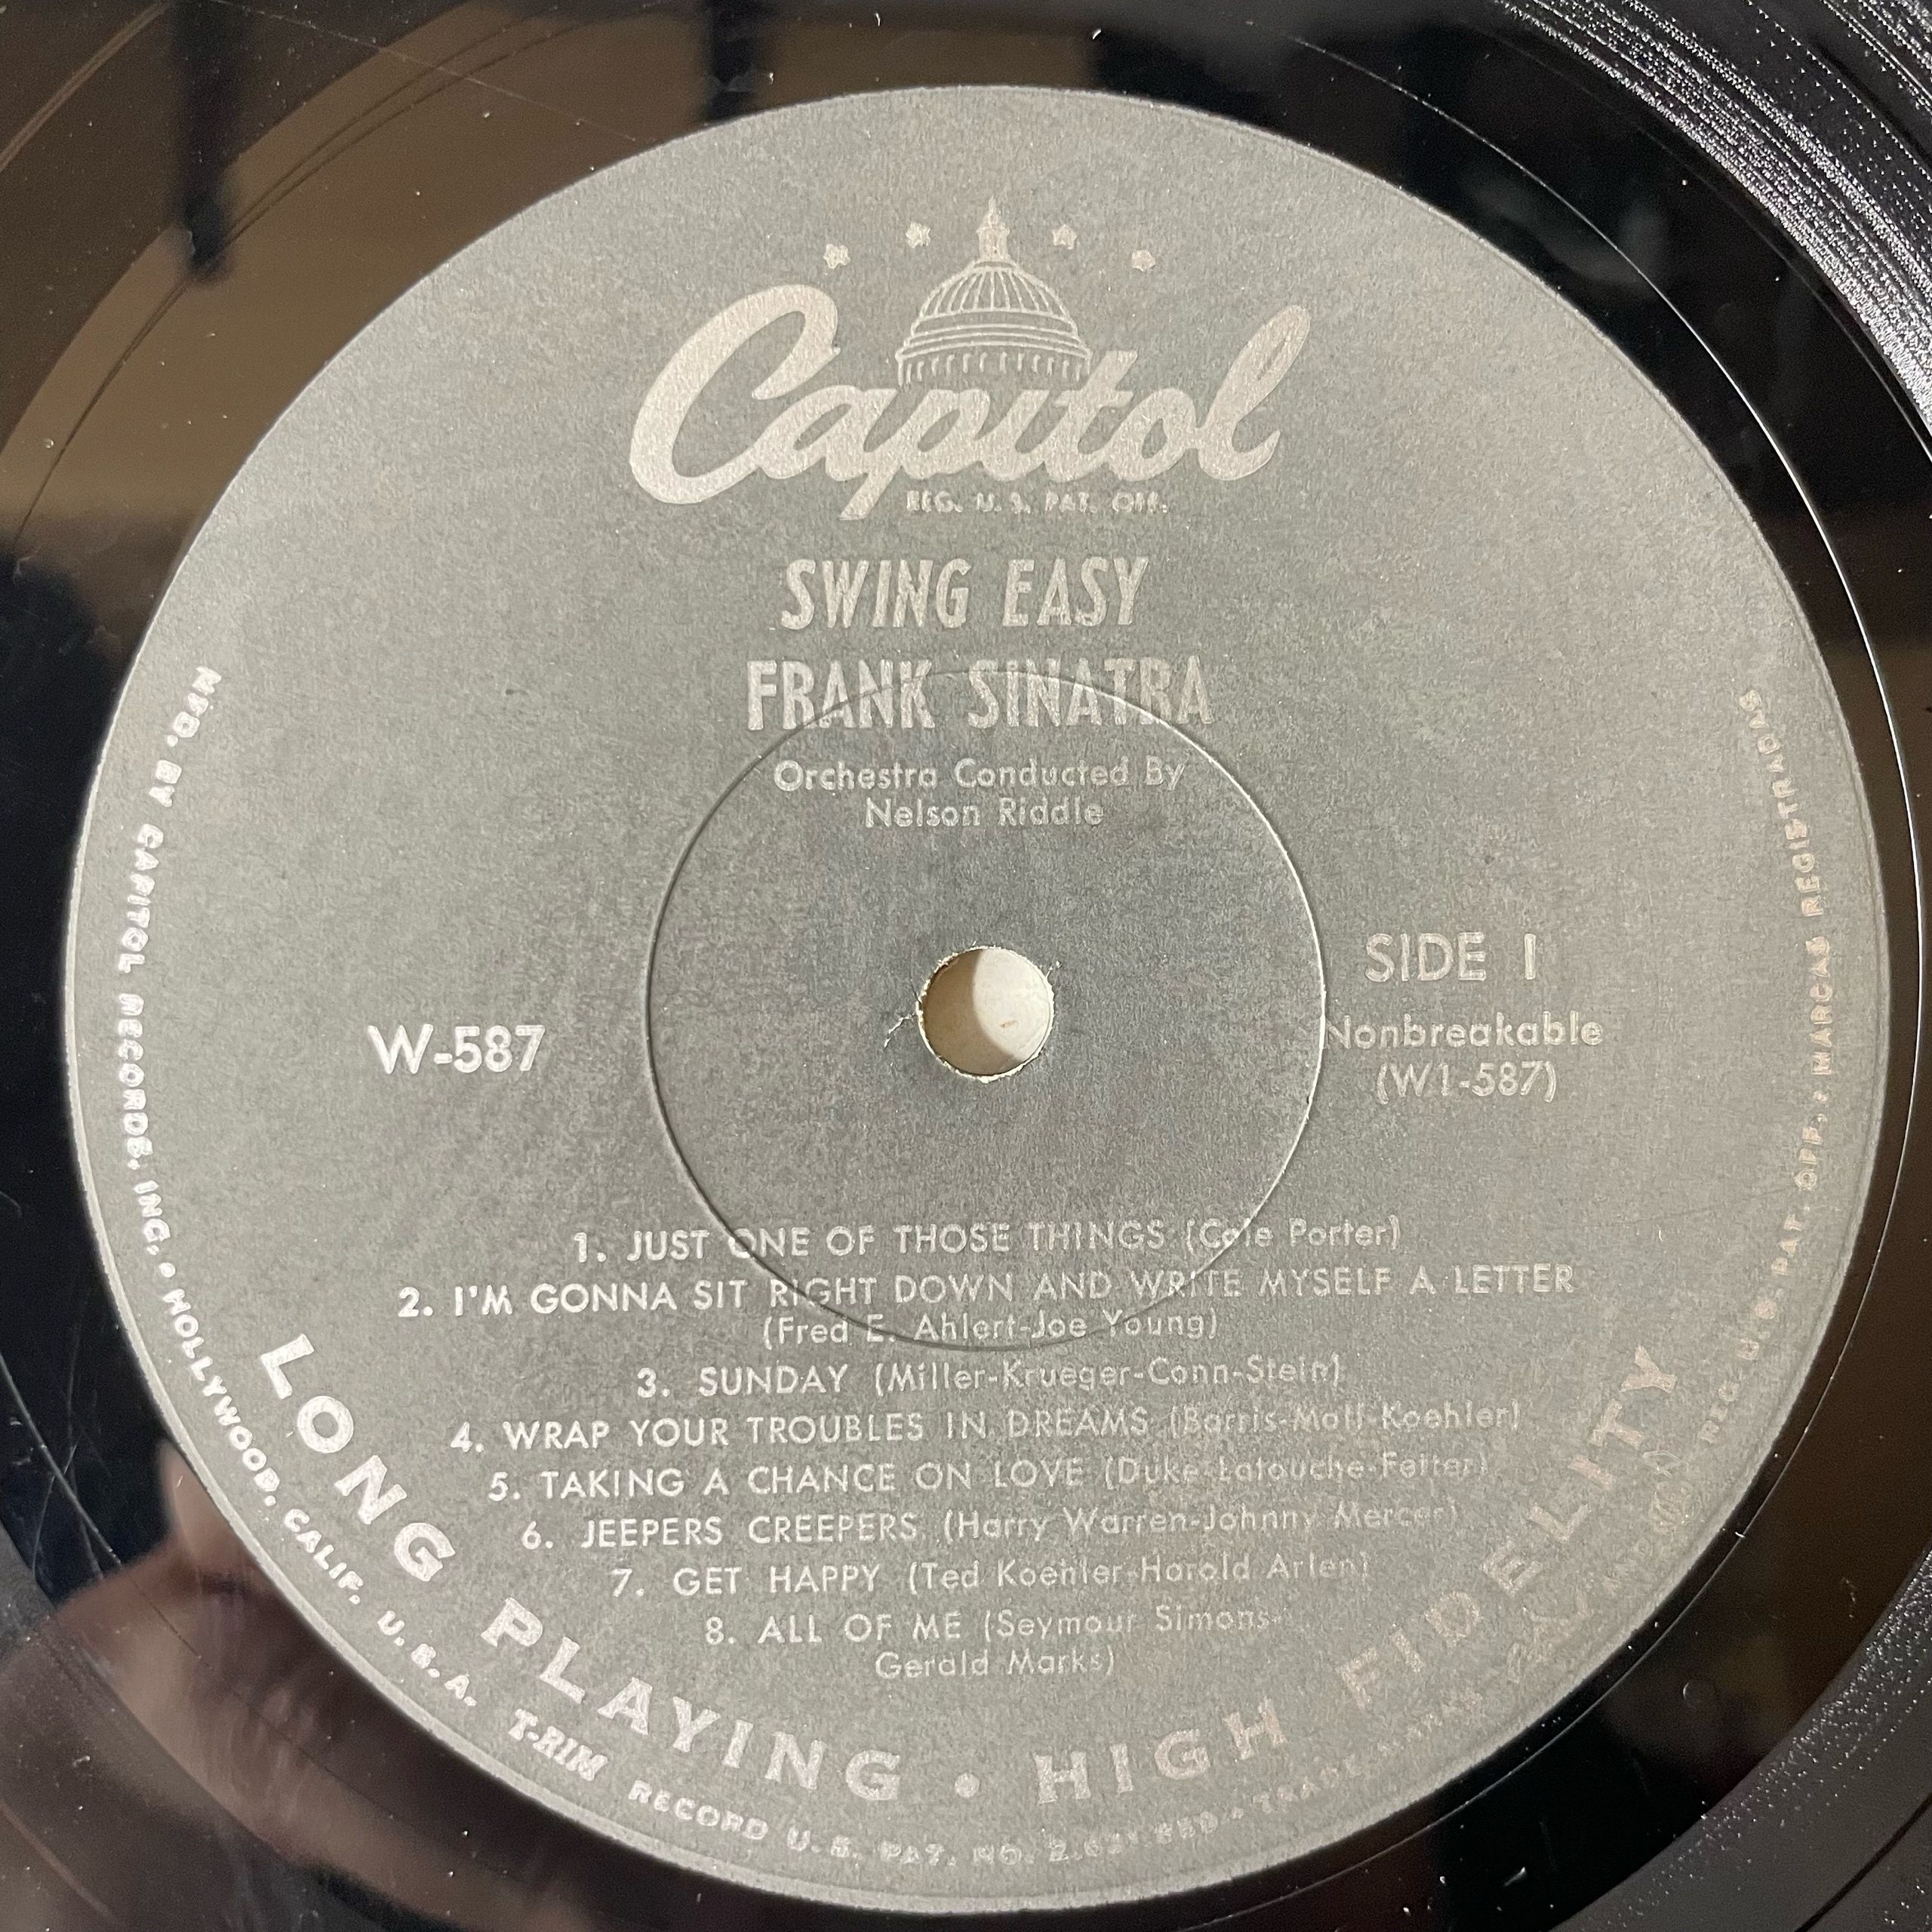 Capitol
REG. U.S. PAT. OFF.
SWING EASY
FRANK SINATRA
Orchestra Conducted By
Nelson Riddle
SIDE 1
W-587
Nonbreakable
(W1-587)
1. JUST ONE OF THOSE THINGS (Cole Porter)
2. I'M GONNA SIT RIGHT DOWN AND WRITE MYSELF A LETTER
(Fred E. Ahlert-Joe Young)
3. SUNDAY (Miller-Krueger-Conn-Stein)
4. WRAP YOUR TROUBLES IN DREAMS (Barris-Moll-Koehler)
5. TAKING A CHANCE ON LOVE (Duke-Latouche-Fetter)
6. JEEPERS CREEPERS (Harry Warren-Johnny Mercer)
7. GET HAPPY (Ted Koehler-Harold Arlen)
8. ALL OF ME (Seymour Simons-
Gerald Marks)
LONG PLAYING • HIGH FIDELITY
MFD. BY CAPITOL RECORDS, INC. • HOLLYWOOD, CALIF. U.S.A. T-RIM RECORD U.S. PAT. NO. • TRADE AND REG. U.S. PAT. OFF., MARCAS REGISTRADAS